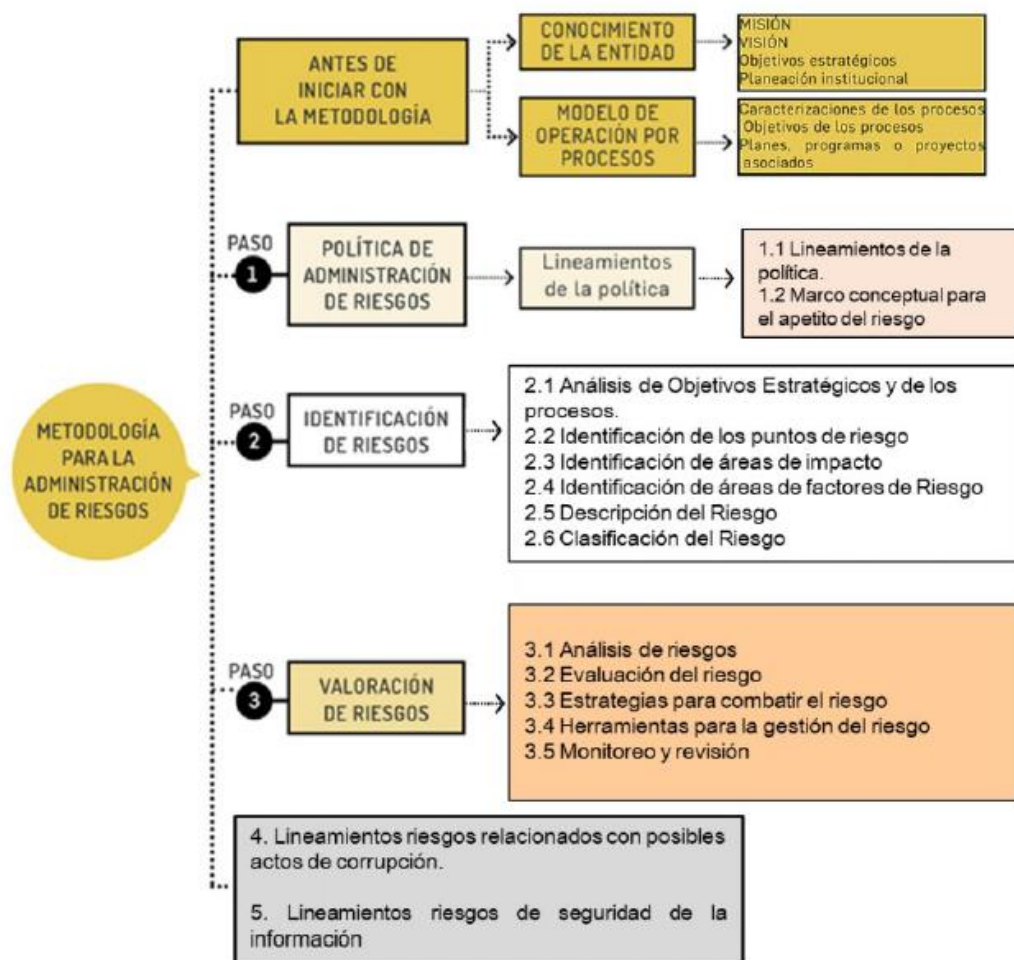 ANTES DE
INICIAR CON
LA METODOLOGÍA
CONOCIMIENTO
DE LA ENTIDAD
MISIÓN
VISIÓN
Objetivos estratégicos
Planeación institucional
MODELO DE
OPERACIÓN POR
PROCESOS
Caracterizaciones de los procesos
Objetivos de los procesos
Planes, programas o proyectos
asociados
PASO
1
POLÍTICA DE
ADMINISTRACIÓN
DE RIESGOS
Lineamientos
de la política
1.1 Lineamientos de la
política.
1.2 Marco conceptual para
el apetito del riesgo
METODOLOGÍA
PARA LA
ADMINISTRACIÓN
DE RIESGOS
PASO
2
IDENTIFICACIÓN
DE RIESGOS
2.1 Análisis de Objetivos Estratégicos y de los
procesos.
2.2 Identificación de los puntos de riesgo
2.3 Identificación de áreas de impacto
2.4 Identificación de áreas de factores de Riesgo
2.5 Descripción del Riesgo
2.6 Clasificación del Riesgo
PASO
3
VALORACIÓN
DE RIESGOS
3.1 Análisis de riesgos
3.2 Evaluación del riesgo
3.3 Estrategias para combatir el riesgo
3.4 Herramientas para la gestión del riesgo
3.5 Monitoreo y revisión
4. Lineamientos riesgos relacionados con posibles
actos de corrupción.
5. Lineamientos riesgos de seguridad de la
información